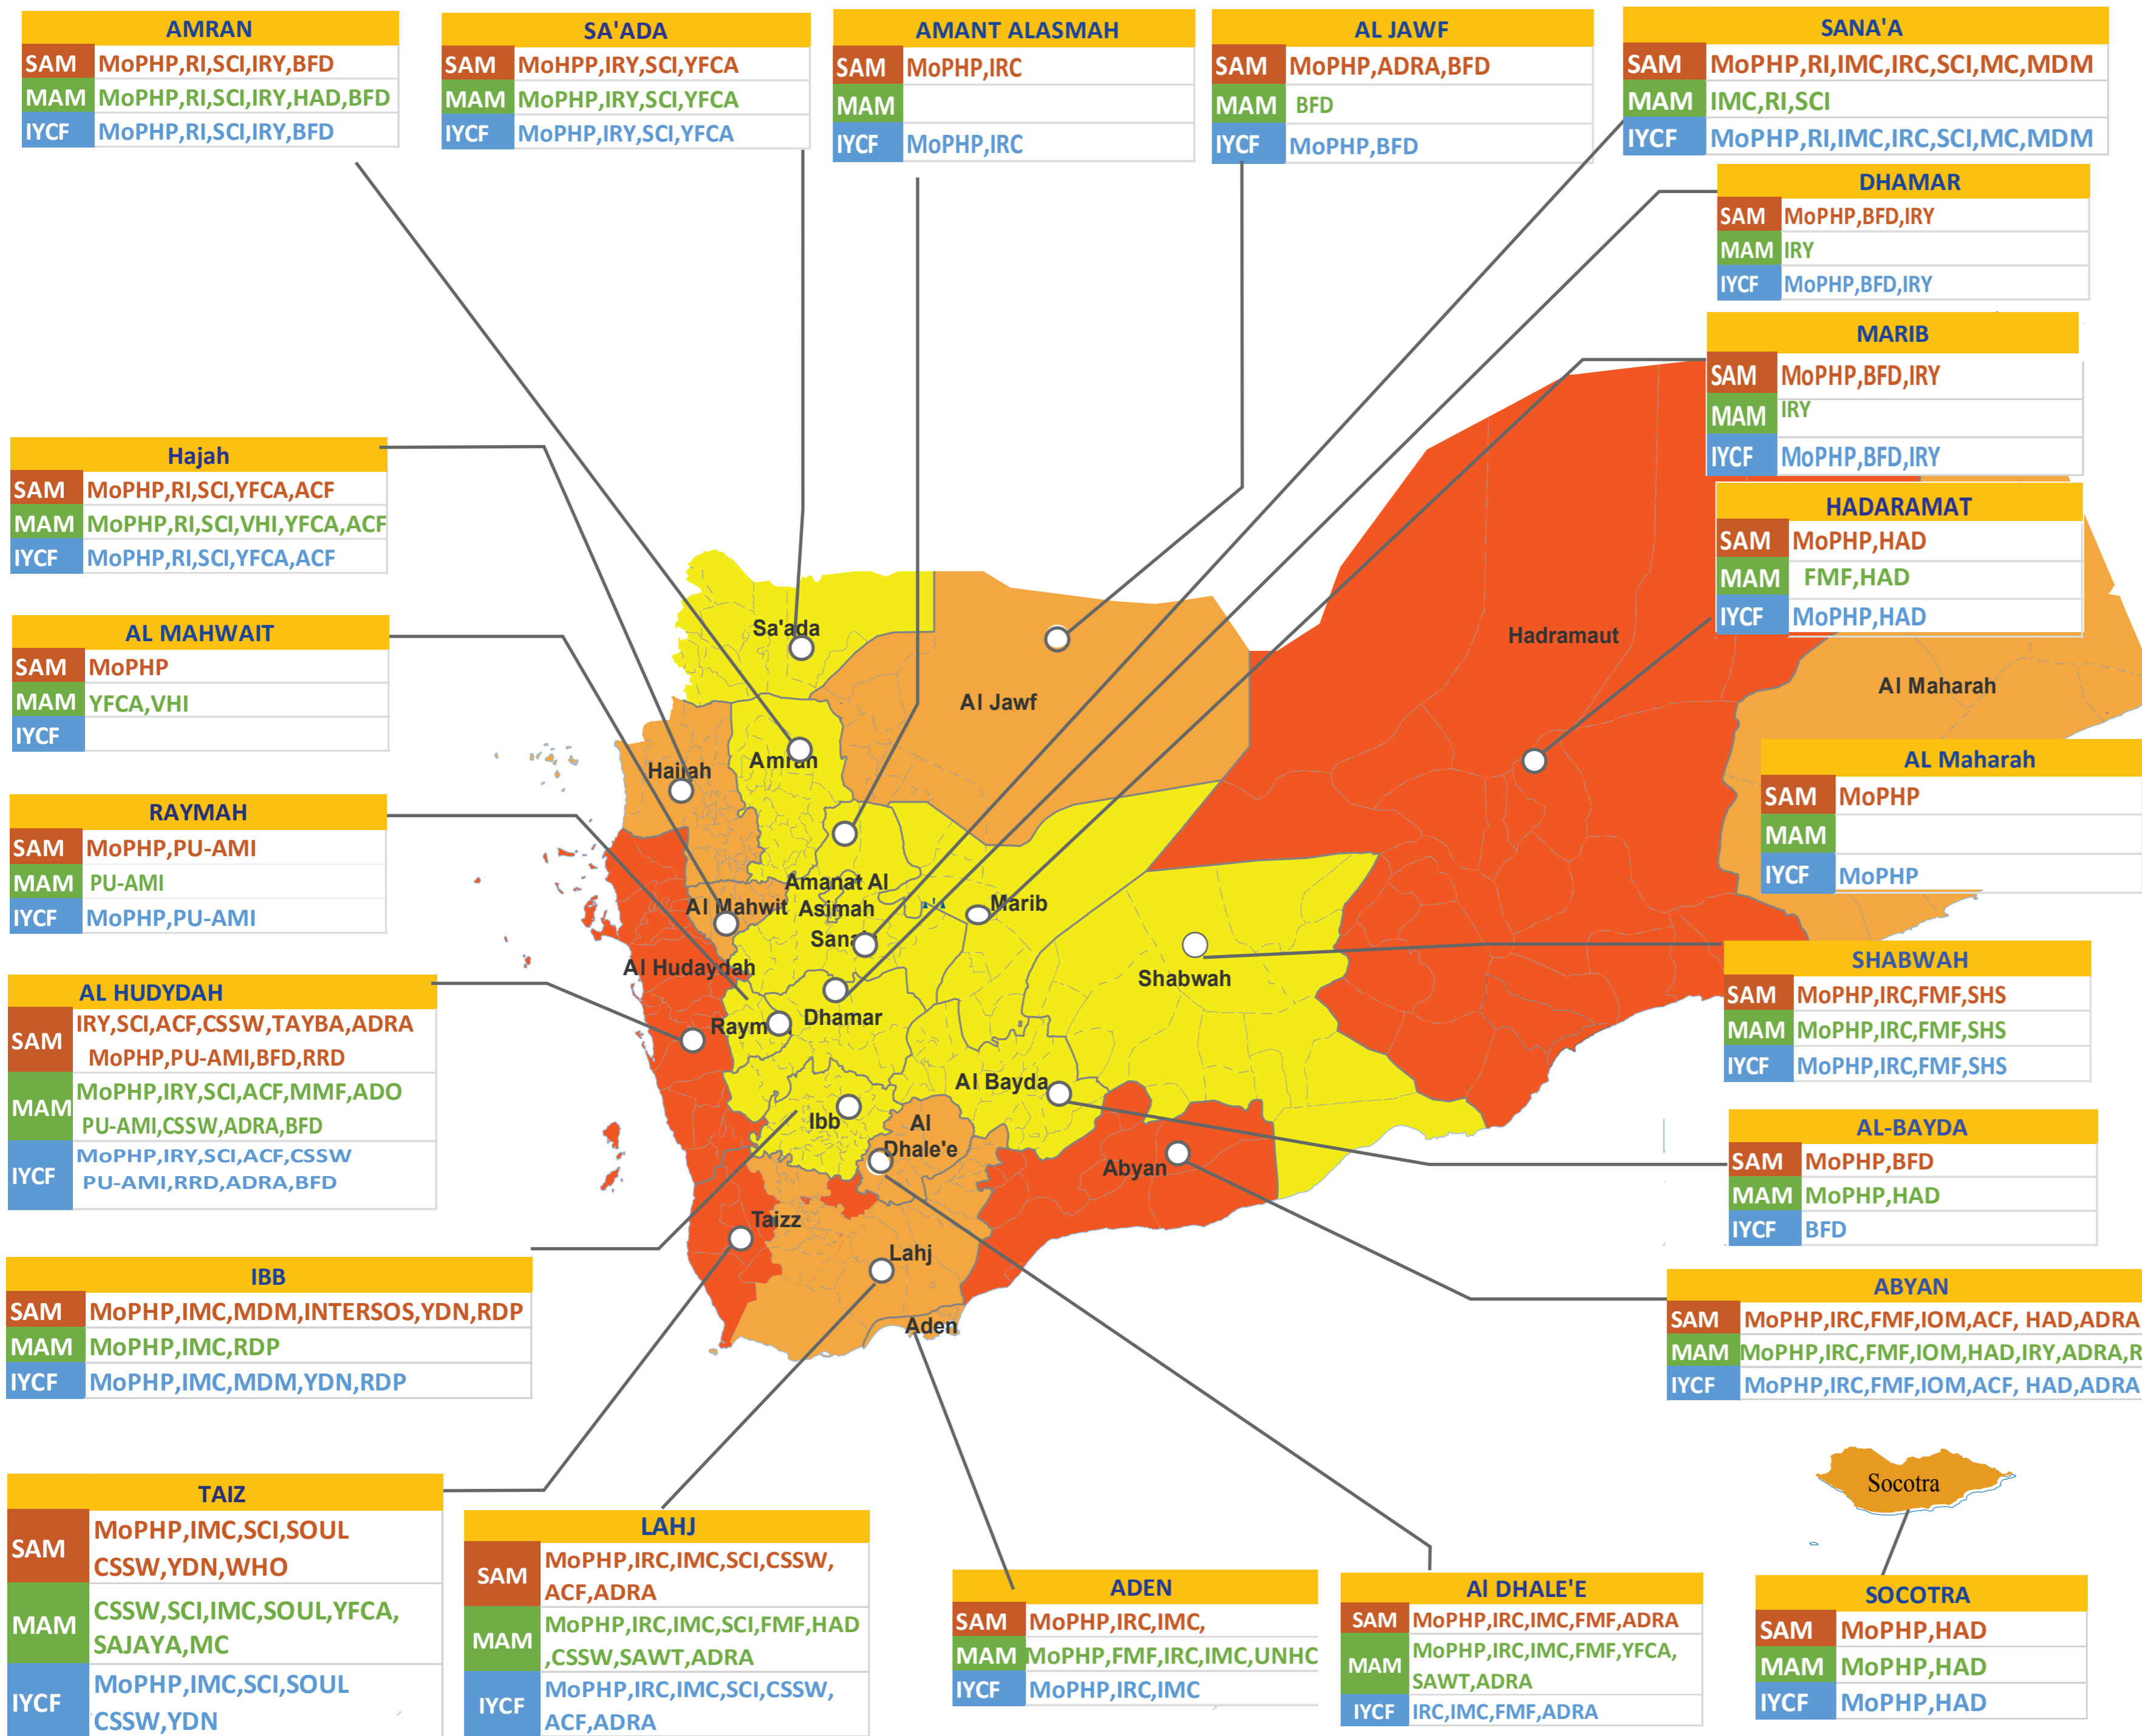 AMRAN
SAM MoPHP,RI,SCI,IRY,BFD
MAM MoPHP,RI,SCI,IRY,HAD,BFD
IYCF MoPHP,RI,SCI,IRY,BFD
SA'ADA
SAM MoHPP,IRY,SCI,YFCA
MAM MoPHP,IRY,SCI,YFCA
IYCF MoPHP,IRY,SCI,YFCA
AMANT ALASMAH
SAM MoPHP,IRC
MAM
IYCF MoPHP,IRC
AL JAWF
SAM MoPHP,ADRA,BFD
MAM BFD
IYCF MoPHP,BFD
SANA'A
SAM MoPHP,RI,IMC,IRC,SCI,MC,MDM
MAM IMC,RI,SCI
IYCF MoPHP,RI,IMC,IRC,SCI,MC,MDM
DHAMAR
SAM MoPHP,BFD,IRY
MAM IRY
IYCF MoPHP,BFD,IRY
MARIB
SAM MoPHP,BFD,IRY
MAM IRY
IYCF MoPHP,BFD,IRY
Hajah
SAM MoPHP,RI,SCI,YFCA,ACF
MAM MoPHP,RI,SCI,VHI,YFCA,ACF
IYCF MoPHP,RI,SCI,YFCA,ACF
HADARAMAT
SAM MoPHP,HAD
MAM FMF,HAD
IYCF MoPHP,HAD
AL MAHWAIT
SAM MoPHP
MAM YFCA,VHI
IYCF
Sa'ada
Hadramaut
Al Jawf
Al Maharah
Amran
Hajjah
AL Maharah
SAM MoPHP
MAM
IYCF MoPHP
RAYMAH
SAM MoPHP,PU-AMI
MAM PU-AMI
IYCF MoPHP,PU-AMI
Amanat Al
Asimah
Al Mahwit
Marib
Al Hudaydah
Shabwah
Dhamar
Al Bayda
Ibb
Al
Dhale'e
Abyan
Taizz
Lahj
Aden
SHABWAH
SAM MoPHP,IRC,FMF,SHS
MAM MoPHP,IRC,FMF,SHS
IYCF MoPHP,IRC,FMF,SHS
AL HUDYDAH
SAM IRY,SCI,ACF,CSSW,TAYBA,ADRA
MoPHP,PU-AMI,BFD,RRD
MAM MoPHP,IRY,SCI,ACF,MMF,ADO
PU-AMI,CSSW,ADRA,BFD
IYCF MoPHP,IRY,SCI,ACF,CSSW
PU-AMI,RRD,ADRA,BFD
AL-BAYDA
SAM MoPHP,BFD
MAM MoPHP,HAD
IYCF BFD
IBB
SAM MoPHP,IMC,MDM,INTERSOS,YDN,RDP
MAM MoPHP,IMC,RDP
IYCF MoPHP,IMC,MDM,YDN,RDP
ABYAN
SAM MoPHP,IRC,FMF,IOM,ACF, HAD,ADRA
MAM MoPHP,IRC,FMF,IOM,HAD,IRY,ADRA,R
IYCF MoPHP,IRC,FMF,IOM,ACF, HAD,ADRA
Socotra
TAIZ
SAM MoPHP,IMC,SCI,SOUL
CSSW,YDN,WHO
MAM CSSW,SCI,IMC,SOUL,YFCA,
SAJAYA,MC
IYCF MoPHP,IMC,SCI,SOUL
CSSW,YDN
LAHJ
SAM MoPHP,IRC,IMC,SCI,CSSW,
ACF,ADRA
MAM MoPHP,IRC,IMC,SCI,FMF,HAD
,CSSW,SAWT,ADRA
IYCF MoPHP,IRC,IMC,SCI,CSSW,
ACF,ADRA
ADEN
SAM MoPHP,IRC,IMC,
MAM MoPHP,FMF,IRC,IMC,UNHC
IYCF MoPHP,IRC,IMC
Al DHALE'E
SAM MoPHP,IRC,IMC,FMF,ADRA
MAM MoPHP,IRC,IMC,FMF,YFCA,
SAWT,ADRA
IYCF IRC,IMC,FMF,ADRA
SOCOTRA
SAM MoPHP,HAD
MAM MoPHP,HAD
IYCF MoPHP,HAD